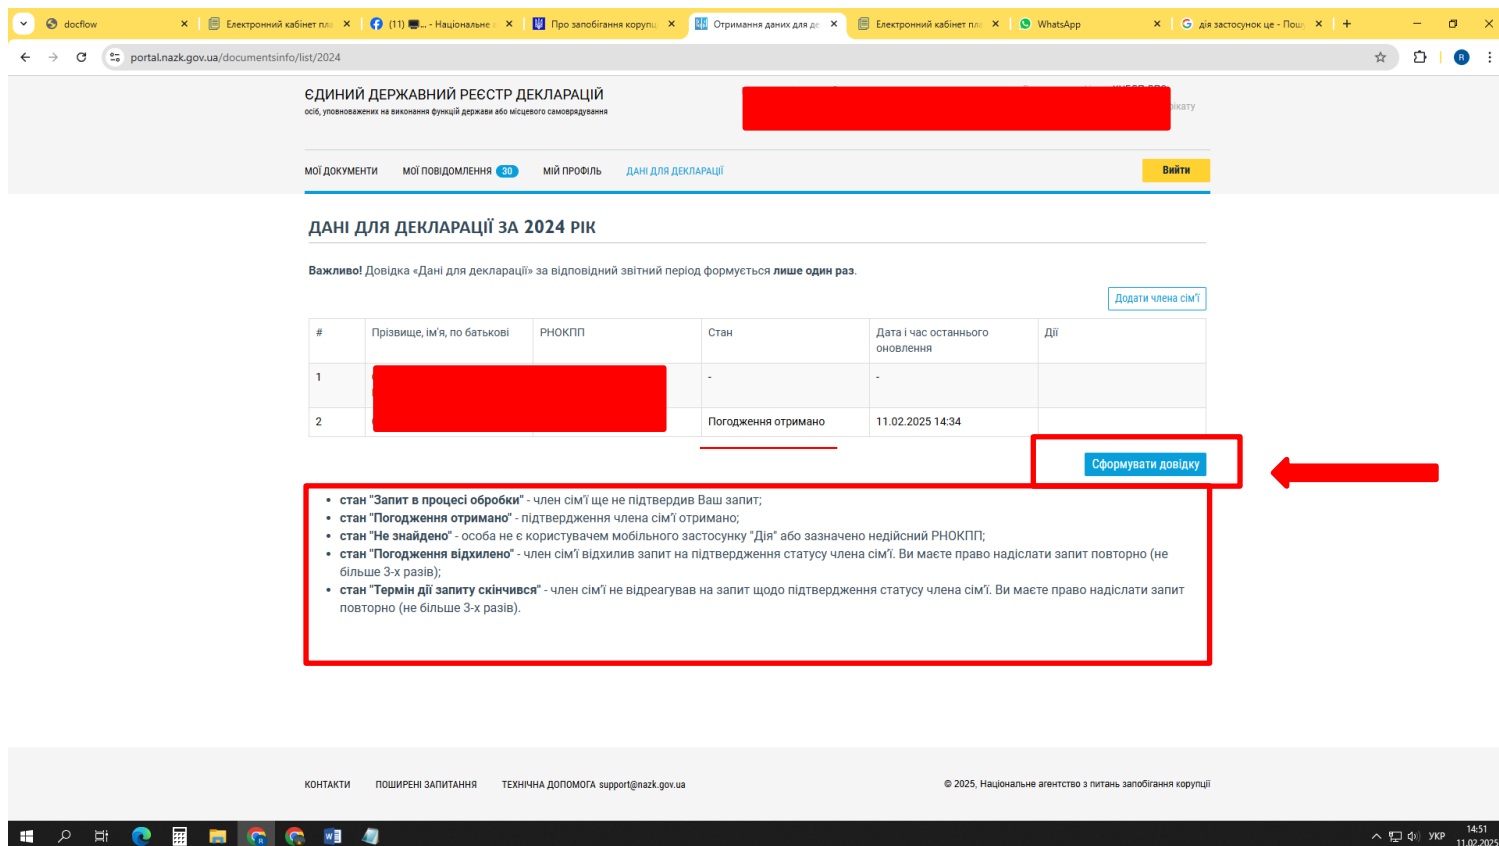 docflow
Електронний кабінет пла
(11) ... - Національне
Про запобігання корупц
Отримання даних для де
Електронний кабінет пла
WhatsApp
дія застосунок це - Пош
portal.nazk.gov.ua/documentsinfo/list/2024
R
ЄДИНИЙ ДЕРЖАВНИЙ РЕЄСТР ДЕКЛАРАЦІЙ
осіб, уповноважених на виконання функцій держави або місцевого самоврядування
МОЇ ДОКУМЕНТИ МОЇ ПОВІДОМЛЕННЯ 30 МІЙ ПРОФІЛЬ ДАНІ ДЛЯ ДЕКЛАРАЦІЇ Вийти
ДАНІ ДЛЯ ДЕКЛАРАЦІЇ ЗА 2024 РІК
Важливо! Довідка «Дані для декларації» за відповідний звітний період формується лише один раз.
Додати члена сім'ї
# Прізвище, ім'я, по батькові РНОКПП Стан Дата і час останнього оновлення Дії
1 - -
2 Погодження отримано 11.02.2025 14:34
Сформувати довідку
• стан "Запит в процесі обробки" - член сім'ї ще не підтвердив Ваш запит;
• стан "Погодження отримано" - підтвердження члена сім'ї отримано;
• стан "Не знайдено" - особа не є користувачем мобільного застосунку "Дія" або зазначено недійсний РНОКПП;
• стан "Погодження відхилено" - член сім'ї відхилив запит на підтвердження статусу члена сім'ї. Ви маєте право надіслати запит повторно (не
більше 3-х разів);
• стан "Термін дії запиту скінчився" - член сім'ї не відреагував на запит щодо підтвердження статусу члена сім'ї. Ви маєте право надіслати запит
повторно (не більше 3-х разів).
КОНТАКТИ ПОШИРЕНІ ЗАПИТАННЯ ТЕХНІЧНА ДОПОМОГА support@nazk.gov.ua © 2025, Національне агентство з питань запобігання корупції
УКР 14:51
11.02.2025